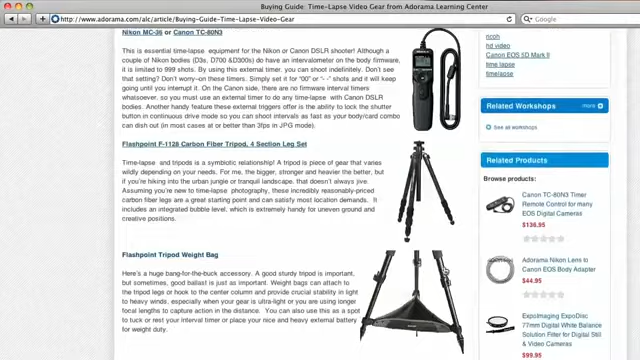 Buying Guide: Time-Lapse Video Gear from Adorama Learning Center
http://www.adorama.com/alc/article/Buying-Guide-Time-Lapse-Video-Gear
Google
Nikon MC-36 or Canon TC-80N3
This is essential time-lapse equipment for the Nikon or Canon DSLR shooter! Although a
couple of Nikon bodies (D3s, D700 &D300s) do have an intervalometer on the body firmware,
it is limited to 999 shots. By using this external timer, you can shoot indefinitely. Don't see
that setting? Don't worry–on these timers. Simply set it for "00" or "- -" shots and it will keep
going until you interrupt it. On the Canon side, there are no firmware interval timers
whatsoever, so you must use an external timer to do any time-lapse with Canon DSLRs.
Another handy feature these external triggers offer is the ability to lock the shutter
button in continuous drive mode so you can shoot intervals as fast as your body/card combo
can dish out (in most cases at or better than 3fps in JPG mode).
Flashpoint F-1128 Carbon Fiber Tripod, 4 Section Leg Set
Time-lapse and tripods is a symbiotic relationship! A tripod is piece of gear that varies
wildly depending on your needs. For me, the bigger, stronger and heavier the better, but
if you're hiking into the urban jungle or tranquil landscape, that doesn't always jive.
Assuming you're new to time-lapse photography, these incredibly reasonably-priced
carbon fiber legs are a great starting point and can satisfy most location demands. It
includes an integrated bubble level, which is extremely handy for uneven ground and
creative positions.
Flashpoint Tripod Weight Bag
Here's a huge bang-for-the-buck accessory. A good sturdy tripod is important,
but sometimes, good ballast is just as important. Weight bags can attach to
the tripod legs or hook to the center column and provide crucial stability in light
to heavy winds, especially when your gear is ultra-light or you are using longer
focal lengths to capture action in the distance. You can also use this as a spot
to tuck or rest your interval timer or place your nice and heavy external battery
for weight duty.
ricoh
hd video
Canon EOS 5D Mark II
time lapse
timelapse
Related Workshops
more
see all workshops
Related Products
Browse products:
Canon TC-80N3 Timer
Remote Control for many
EOS Digital Cameras
$136.95
Adorama Nikon Lens to
Canon EOS Body Adapter
$44.95
ExpoImaging ExpoDisc
77mm Digital White Balance
Solution Filter for Digital Still
& Video Cameras
$99.95